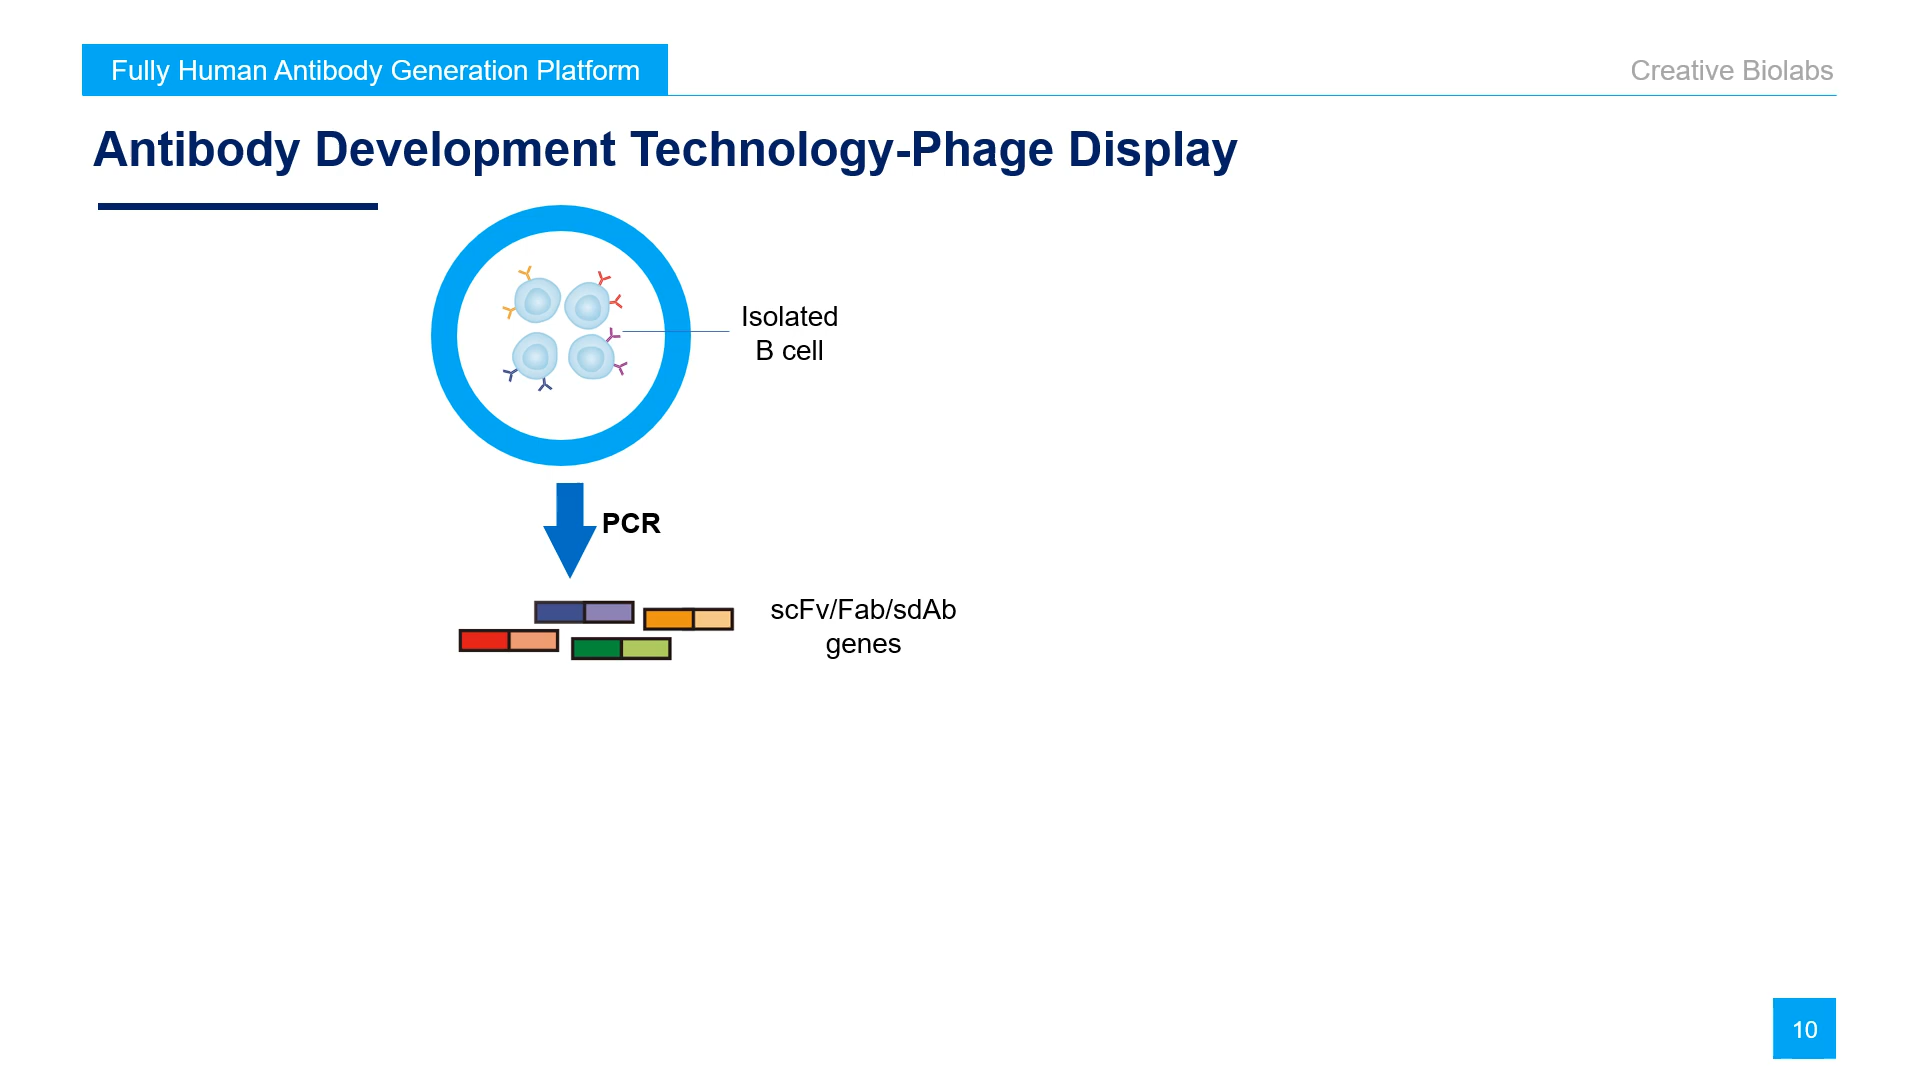 Fully Human Antibody Generation Platform
Creative Biolabs
Antibody Development Technology-Phage Display
Isolated
B cell
PCR
scFv/Fab/sdAb
genes
10